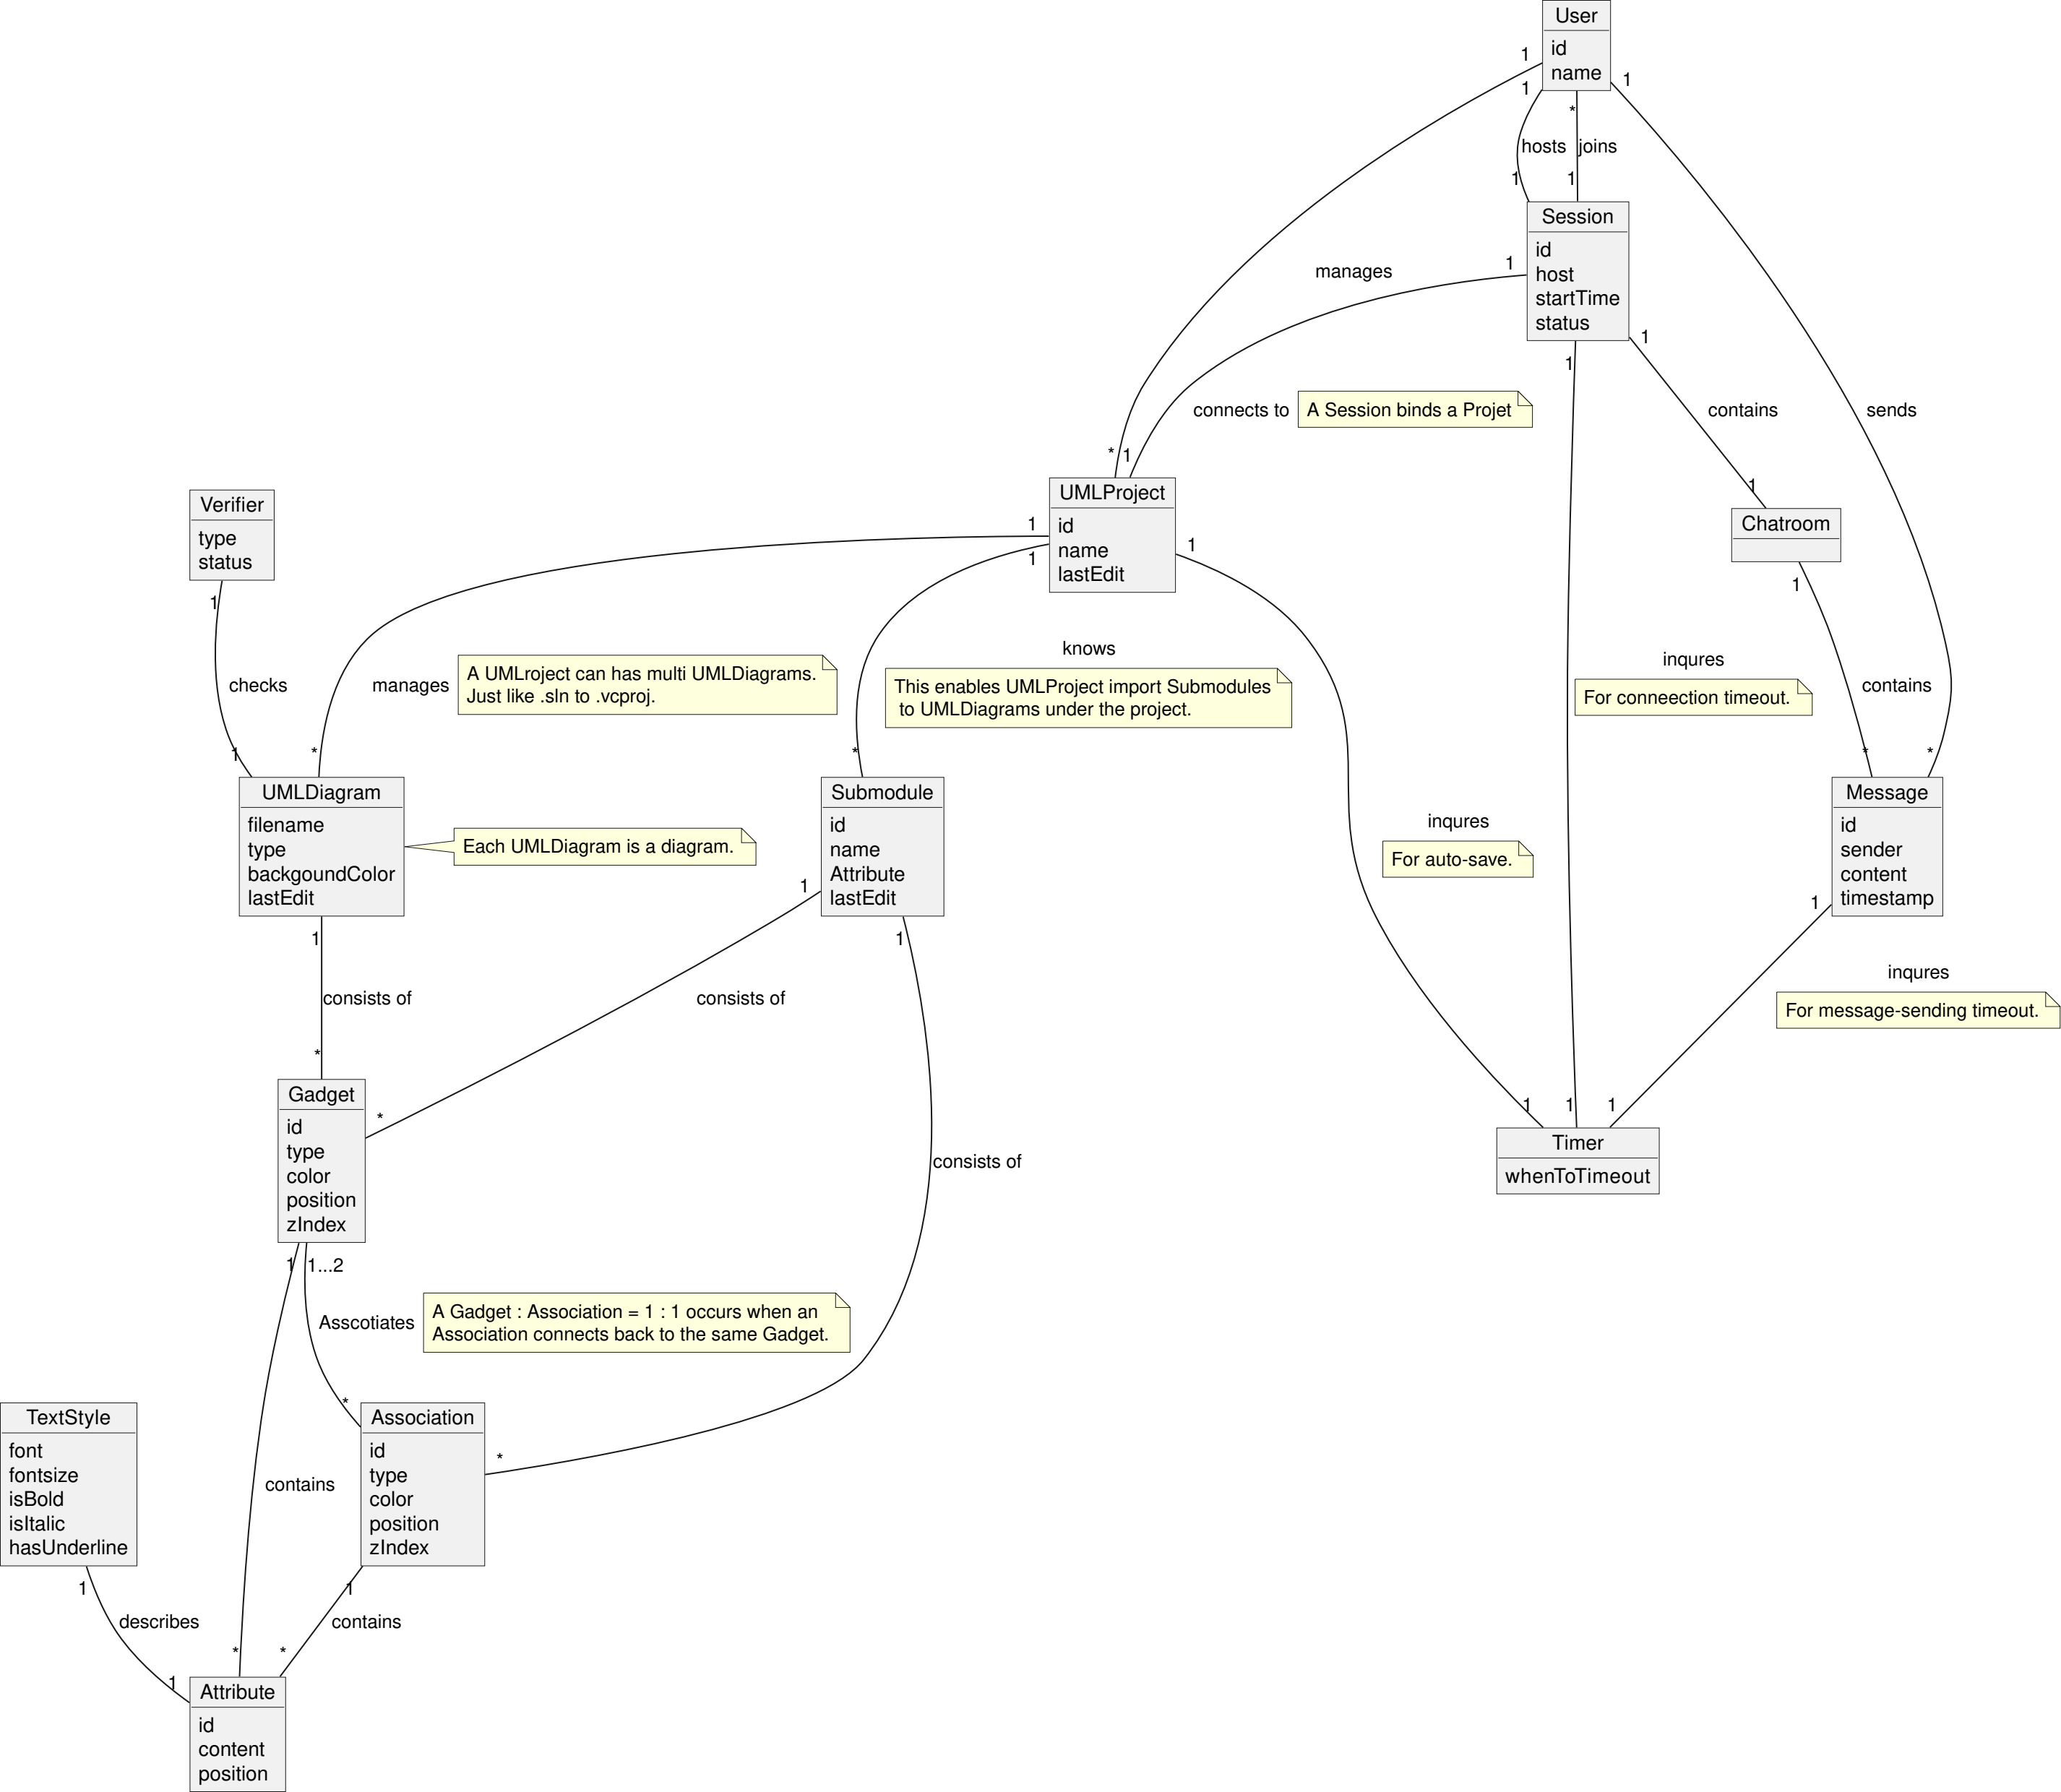 User
id
name
1
1
*
1
hosts
joins
1
1
Session
id
host
startTime
status
manages
1
1
1
connects to
A Session binds a Projet
contains
sends
*
1
1
UMLProject
id
name
lastEdit
1
1
1
Verifier
type
status
1
Chatroom
1
checks
manages
A UMLroject can has multi UMLDiagrams.
Just like .sln to .vcproj.
knows
This enables UMLProject import Submodules
to UMLDiagrams under the project.
inqures
For conneection timeout.
contains
1
*
*
*
*
UMLDiagram
filename
type
backgoundColor
lastEdit
Each UMLDiagram is a diagram.
Submodule
id
name
Attribute
lastEdit
inqures
For auto-save.
Message
id
sender
content
timestamp
1
1
1
1
consists of
consists of
inqures
For message-sending timeout.
*
*
Gadget
id
type
color
position
zIndex
consists of
1
1
1
Timer
whenToTimeout
1
1...2
Asscotiates
A Gadget : Association = 1 : 1 occurs when an
Association connects back to the same Gadget.
*
*
TextStyle
font
fontsize
isBold
isItalic
hasUnderline
contains
Association
id
type
color
position
zIndex
1
1
describes
contains
1
*
*
Attribute
id
content
position